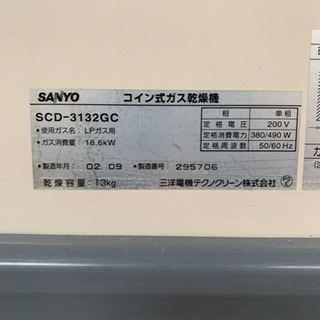 SANYO コイン式ガス乾燥機
SCD-3132GC
・使用ガス名：LPガス用
・ガス消費量：18.6kW
相 単相
定格電圧 200V
定格消費電力 380/490W
定格周波数 50/60Hz
・製造年月 02.09 ・製造番号 295706
乾燥容量：13kg 三洋電機テクノクリーン株式会社